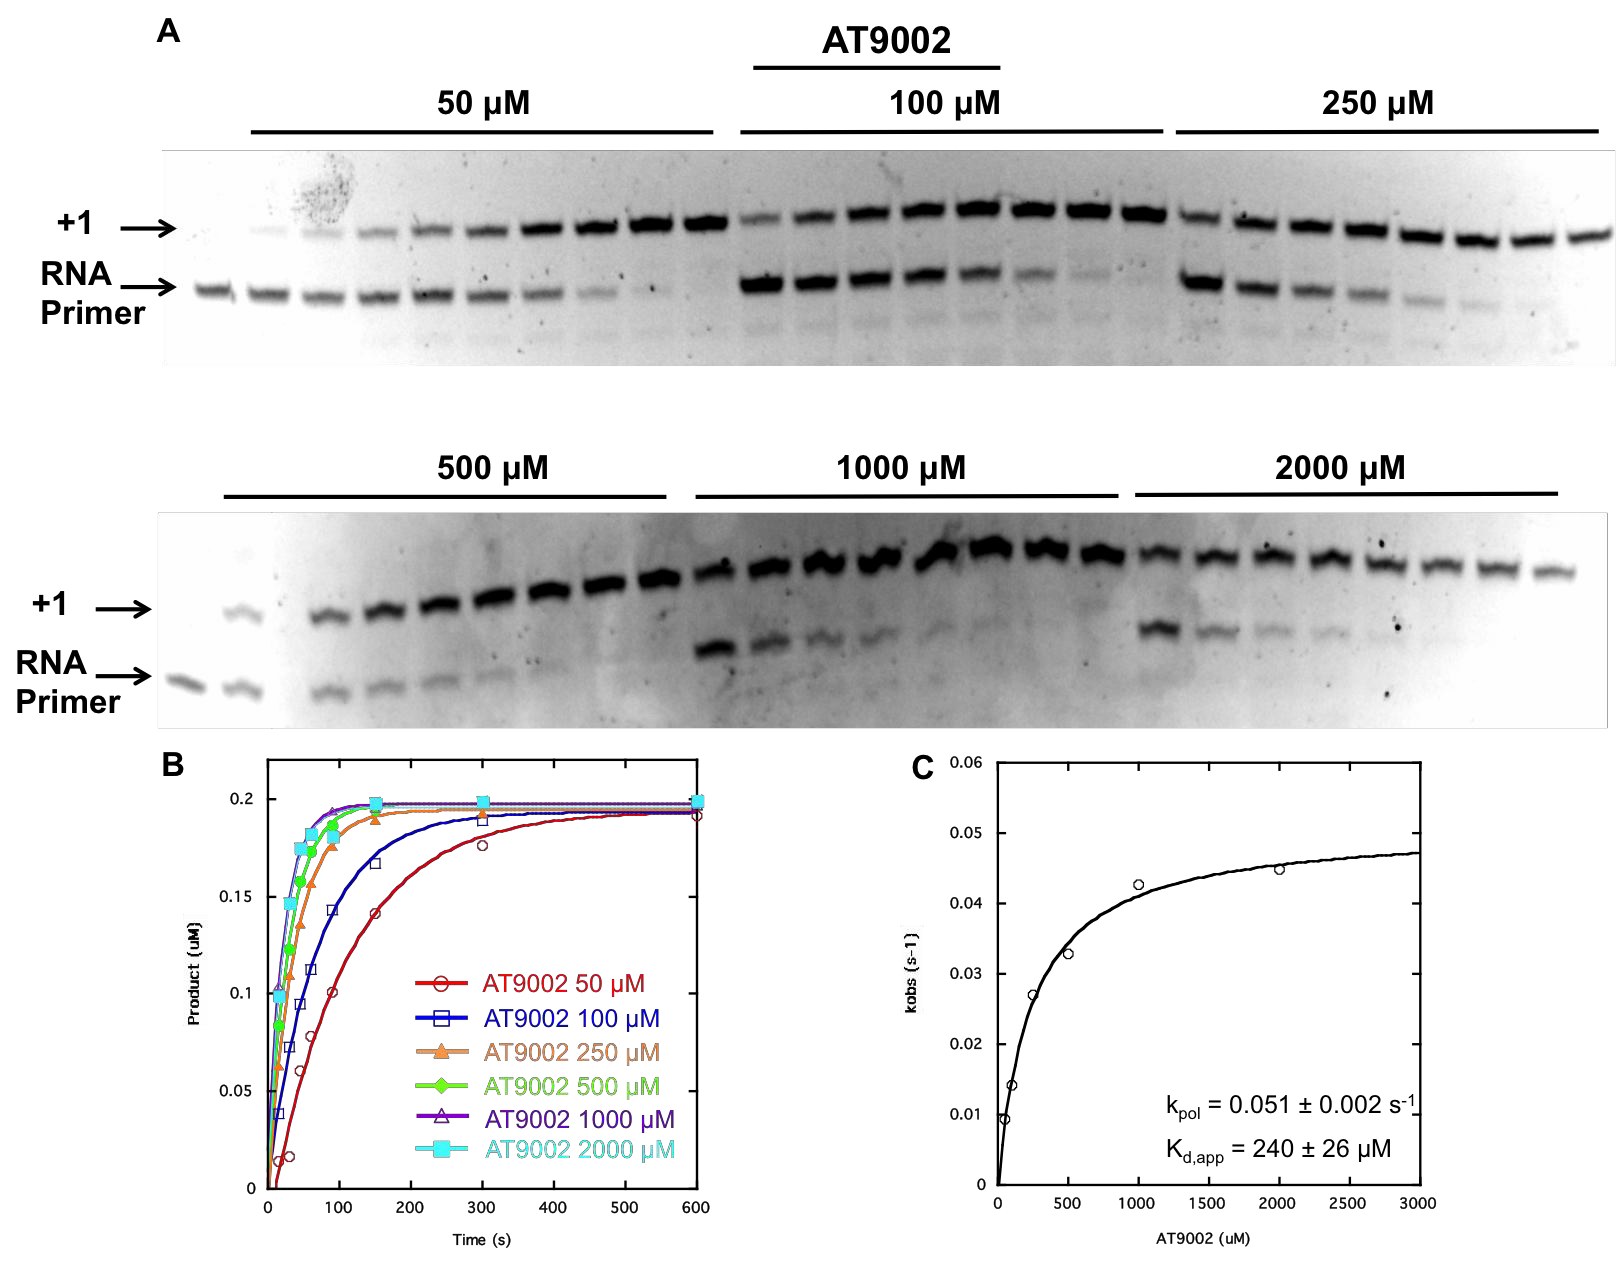 A
AT9002
50 µM
100 µM
250 µM
+1
RNA
Primer
500 µM
1000 µM
2000 µM
+1
RNA
Primer
B
0.2
0.15
0.1
0.05
0
0
100
200
300
400
500
600
Product (uM)
Time (s)
AT9002 50 µM
AT9002 100 µM
AT9002 250 µM
AT9002 500 µM
AT9002 1000 µM
AT9002 2000 µM
C
0.06
0.05
0.04
0.03
0.02
0.01
0
0
500
1000
1500
2000
2500
3000
kobs (s-1)
AT9002 (uM)
kpol = 0.051 ± 0.002 s-1
Kd,app = 240 ± 26 µM